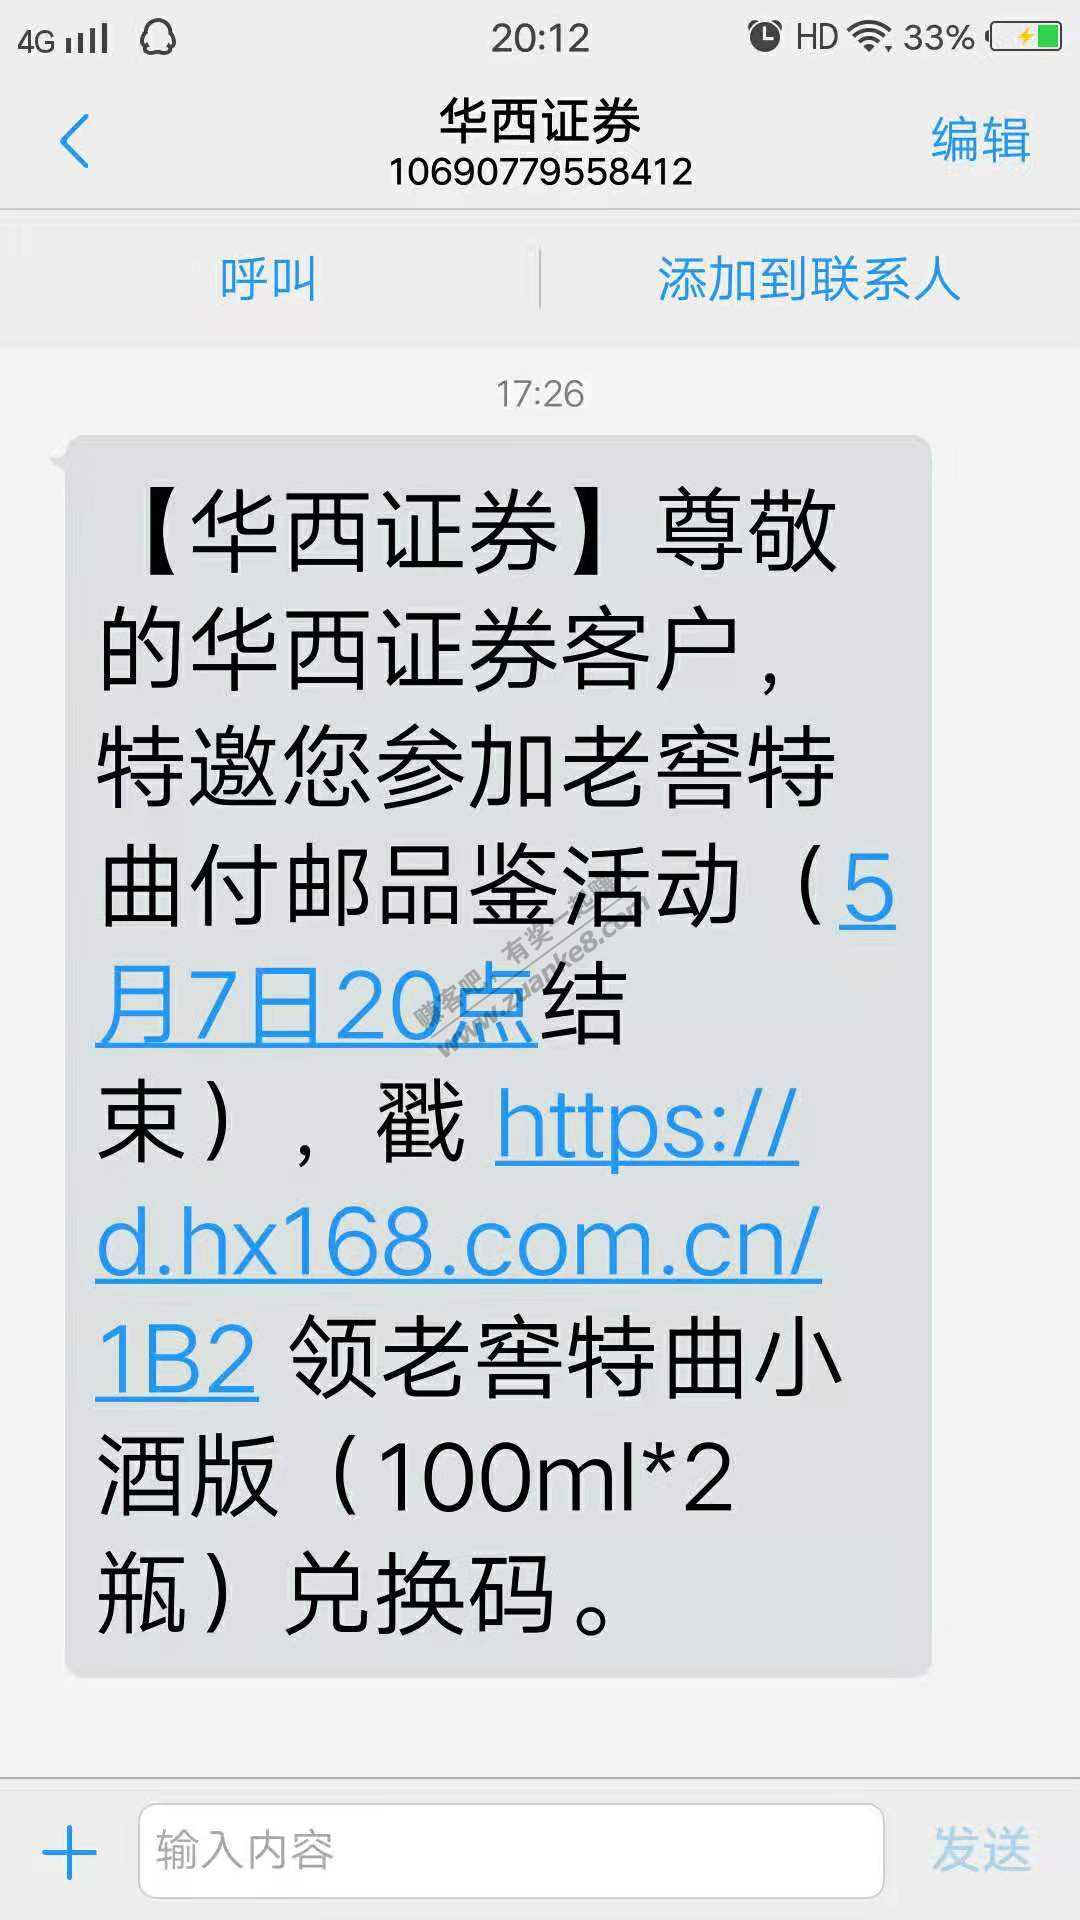 4G 20:12 HD 33%
华西证券
编辑
10690779558412
呼叫 添加到联系人
17:26
【华西证券】尊敬
的华西证券客户，
特邀您参加老窖特
曲付邮品鉴活动（5
月7日20点结
束），戳 https://
d.hx168.com.cn/
1B2 领老窖特曲小
酒版（100ml*2
瓶）兑换码。
赚客吧，有奖一起赚！
www.zuanke8.com
输入内容 发送